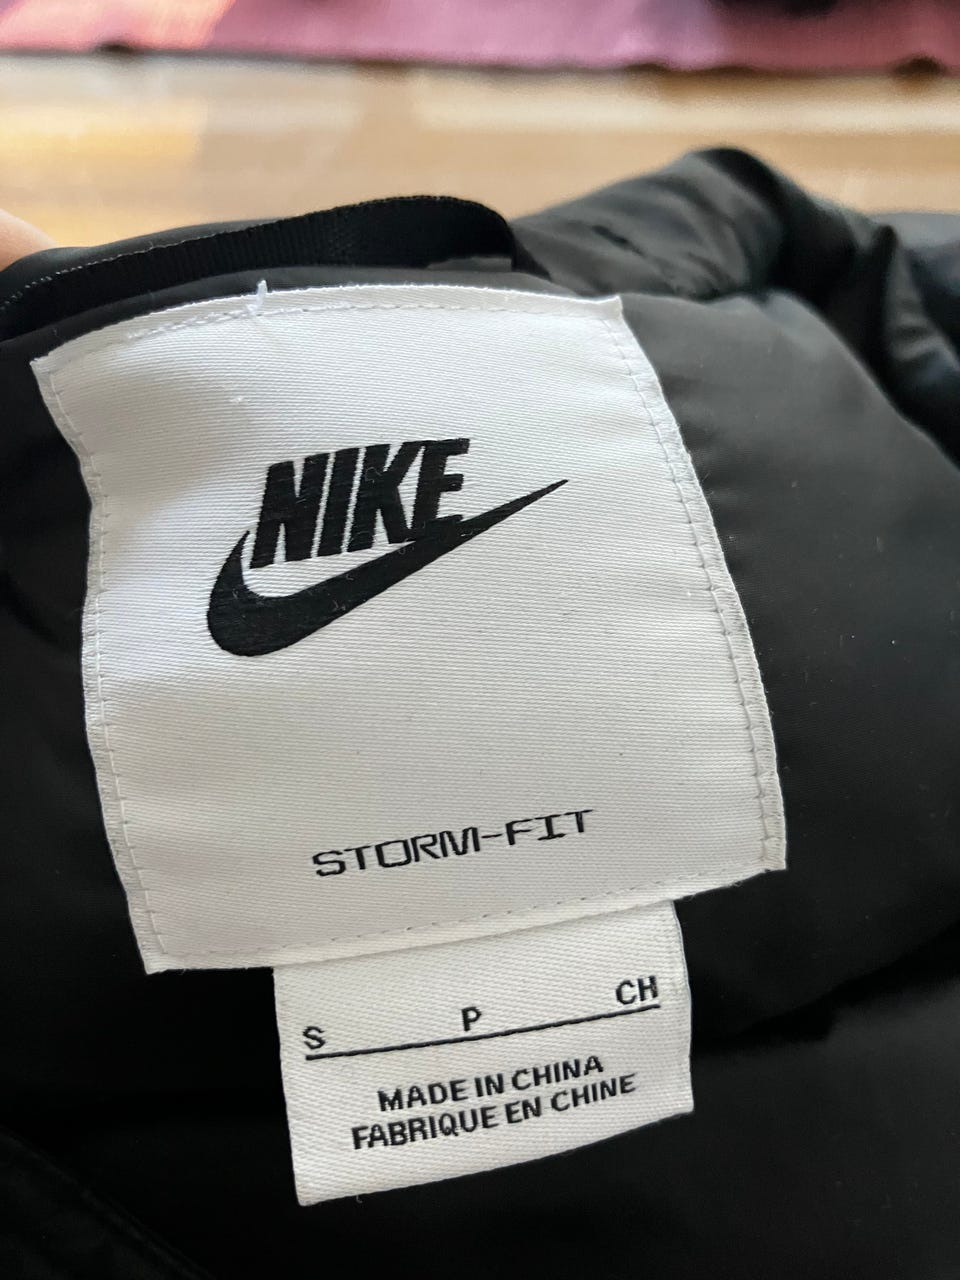 NIKE
STORM-FIT
S P CH
MADE IN CHINA
FABRIQUE EN CHINE